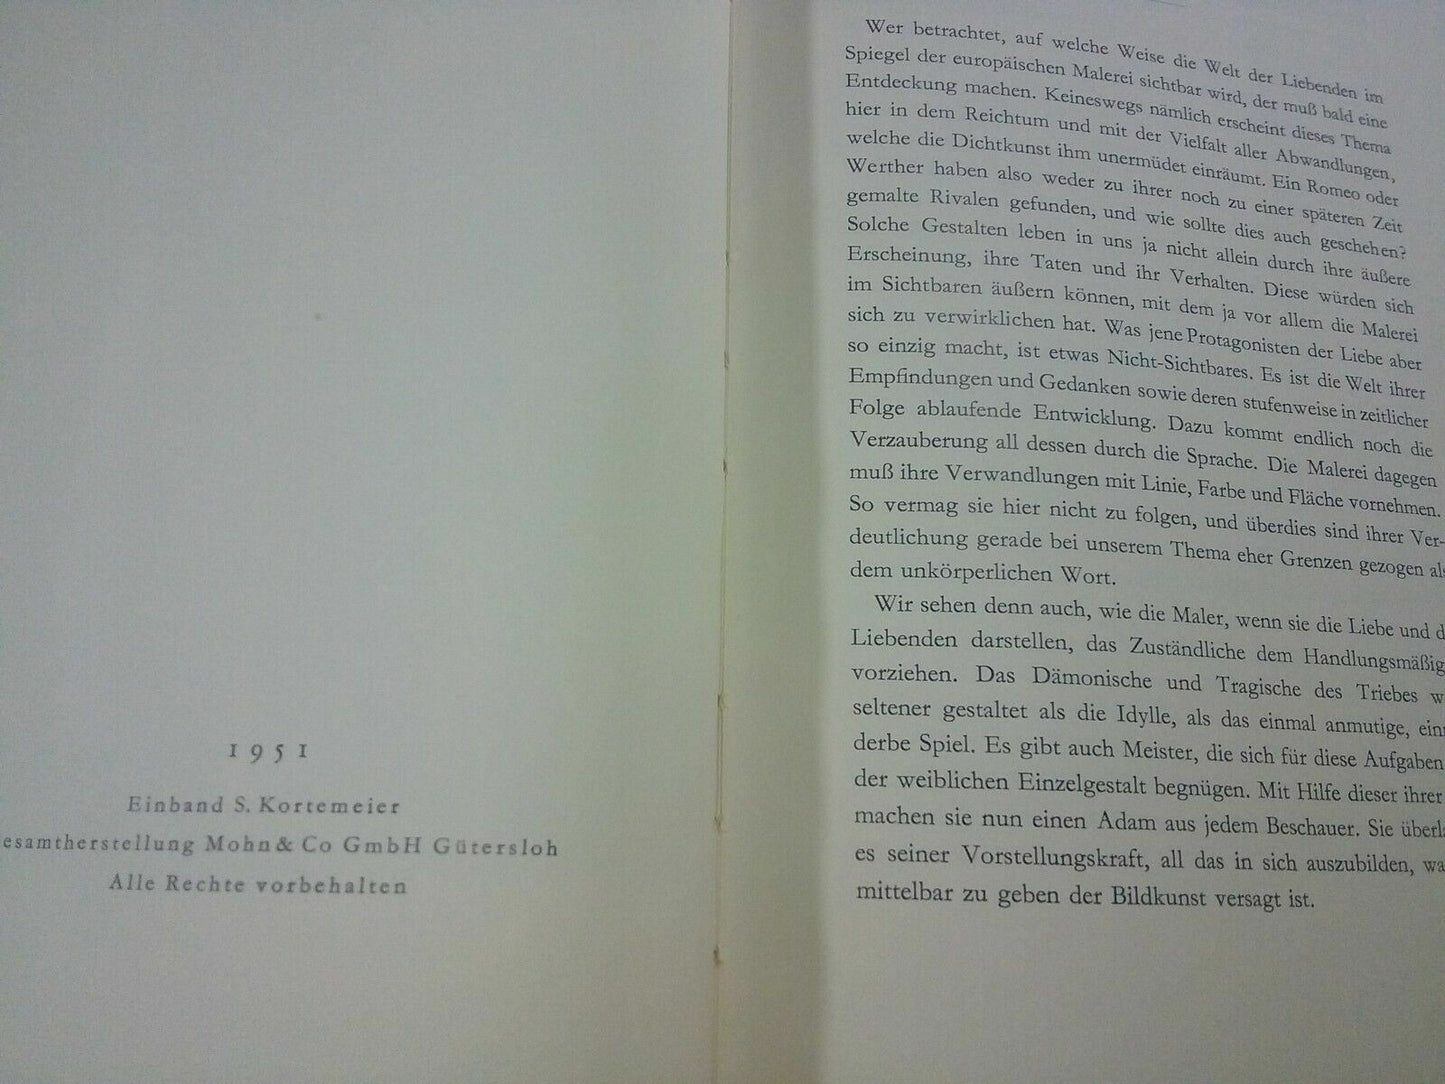 1951
Einband S. Kortemeier
esamtherstellung Mohn & Co GmbH Gütersloh
Alle Rechte vorbehalten
Wer betrachtet, auf welche Weise die Welt der Liebenden im
Spiegel der europäischen Malerei sichtbar wird, der muß bald eine
Entdeckung machen. Keineswegs nämlich erscheint dieses Thema
hier in dem Reichtum und mit der Vielfalt aller Abwandlungen,
welche die Dichtkunst ihm unermüdet einräumt. Ein Romeo oder
Werther haben also weder zu ihrer noch zu einer späteren Zeit
gemalte Rivalen gefunden, und wie sollte dies auch geschehen?
Solche Gestalten leben in uns ja nicht allein durch ihre äußere
Erscheinung, ihre Taten und ihr Verhalten. Diese würden sich
im Sichtbaren äußern können, mit dem ja vor allem die Malerei
sich zu verwirklichen hat. Was jene Protagonisten der Liebe aber
so einzig macht, ist etwas Nicht-Sichtbares. Es ist die Welt ihrer
Empfindungen und Gedanken sowie deren stufenweise in zeitlicher
Folge ablaufende Entwicklung. Dazu kommt endlich noch die
Verzauberung all dessen durch die Sprache. Die Malerei dagegen
muß ihre Verwandlungen mit Linie, Farbe und Fläche vornehmen.
So vermag sie hier nicht zu folgen, und überdies sind ihrer Ver-
deutlichung gerade bei unserem Thema eher Grenzen gezogen als
dem unkörperlichen Wort.
Wir sehen denn auch, wie die Maler, wenn sie die Liebe und d
Liebenden darstellen, das Zuständliche dem Handlungsmäßig
vorziehen. Das Dämonische und Tragische des Triebes w
seltener gestaltet als die Idylle, als das einmal anmutige, ein
derbe Spiel. Es gibt auch Meister, die sich für diese Aufgaben
der weiblichen Einzelgestalt begnügen. Mit Hilfe dieser ihrer
machen sie nun einen Adam aus jedem Beschauer. Sie überla
es seiner Vorstellungskraft, all das in sich auszubilden, wa
mittelbar zu geben der Bildkunst versagt ist.